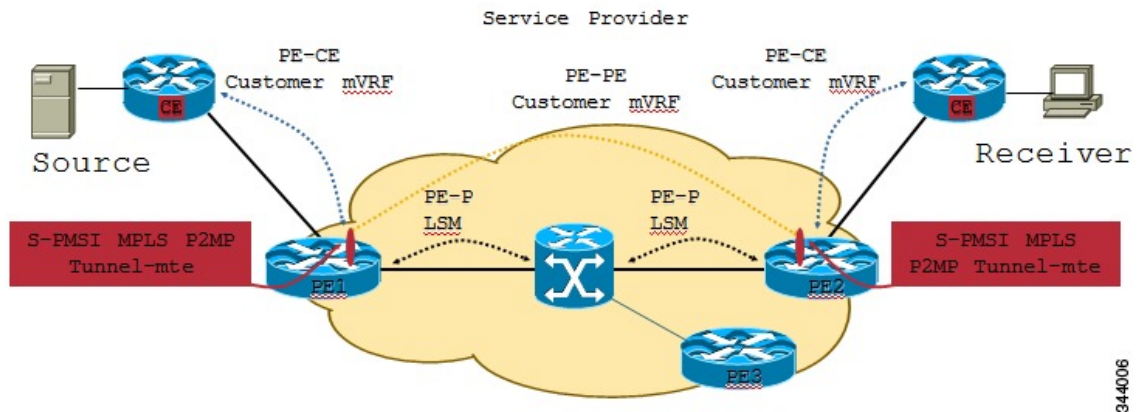 Service Provider
PE-CE
Customer mVRF
PE-PE
Customer mVRF
PE-CE
Customer mVRF
CE
CE
Source
Receiver
PE-P
LSM
PE-P
LSM
S-PMSI MPLS P2MP
Tunnel-mte
S-PMSI MPLS
P2MP Tunnel-mte
PE1
PE2
PE3
344006